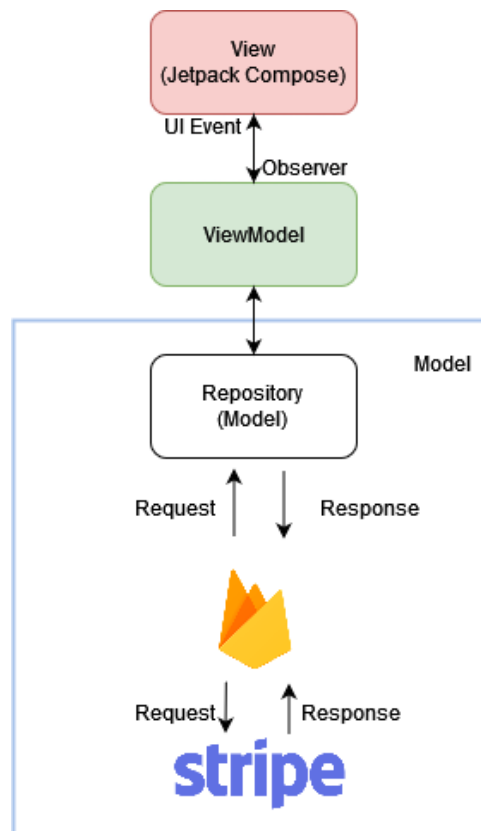 View
(Jetpack Compose)
UI Event
Observer
ViewModel
Model
Repository
(Model)
Request
Response
Request
Response
stripe